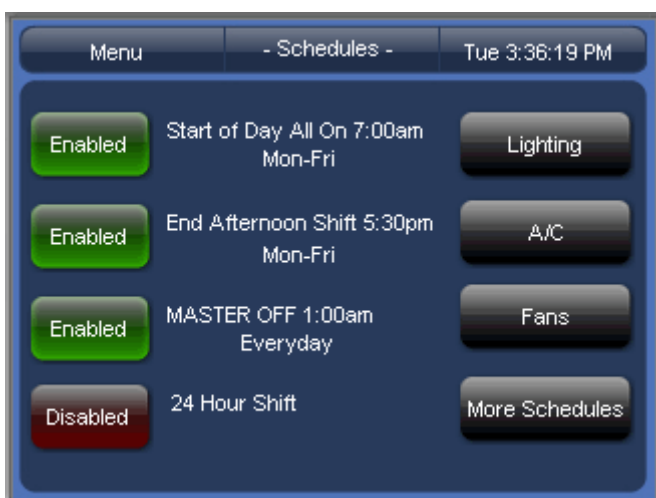 Menu
- Schedules -
Tue 3:36:19 PM
Enabled
Start of Day All On 7:00am
Mon-Fri
Lighting
Enabled
End Afternoon Shift 5:30pm
Mon-Fri
A/C
Enabled
MASTER OFF 1:00am
Everyday
Fans
Disabled
24 Hour Shift
More Schedules